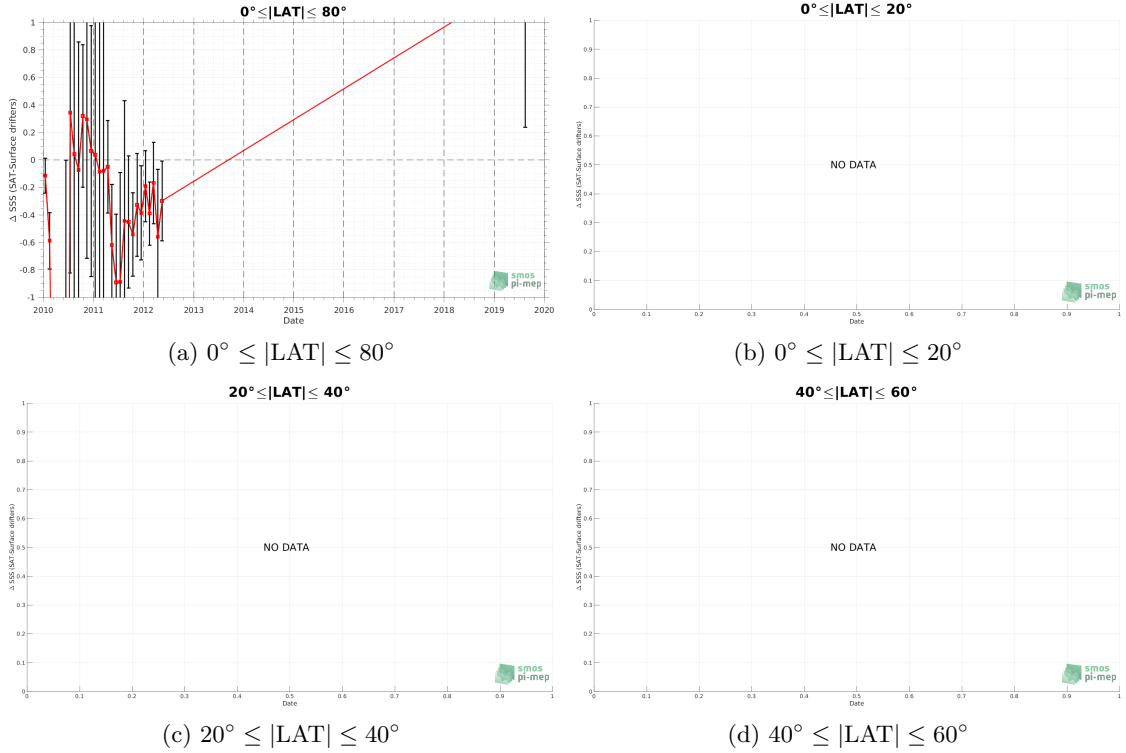 0°≤|LAT|≤ 80°
Δ SSS (SAT-Surface drifters)
1
0.8
0.6
0.4
0.2
0
-0.2
-0.4
-0.6
-0.8
-1
2010 2011 2012 2013 2014 2015 2016 2017 2018 2019 2020
Date
smos
pi-mep
(a) 0° ≤ |LAT| ≤ 80°
0°≤|LAT|≤ 20°
Δ SSS (SAT-Surface drifters)
1
0.9
0.8
0.7
0.6
0.5
0.4
0.3
0.2
0.1
0
NO DATA
0 0.1 0.2 0.3 0.4 0.5 0.6 0.7 0.8 0.9 1
Date
smos
pi-mep
(b) 0° ≤ |LAT| ≤ 20°
20°≤|LAT|≤ 40°
Δ SSS (SAT-Surface drifters)
1
0.9
0.8
0.7
0.6
0.5
0.4
0.3
0.2
0.1
0
NO DATA
0 0.1 0.2 0.3 0.4 0.5 0.6 0.7 0.8 0.9 1
Date
smos
pi-mep
(c) 20° ≤ |LAT| ≤ 40°
40°≤|LAT|≤ 60°
Δ SSS (SAT-Surface drifters)
1
0.9
0.8
0.7
0.6
0.5
0.4
0.3
0.2
0.1
0
NO DATA
0 0.1 0.2 0.3 0.4 0.5 0.6 0.7 0.8 0.9 1
Date
smos
pi-mep
(d) 40° ≤ |LAT| ≤ 60°